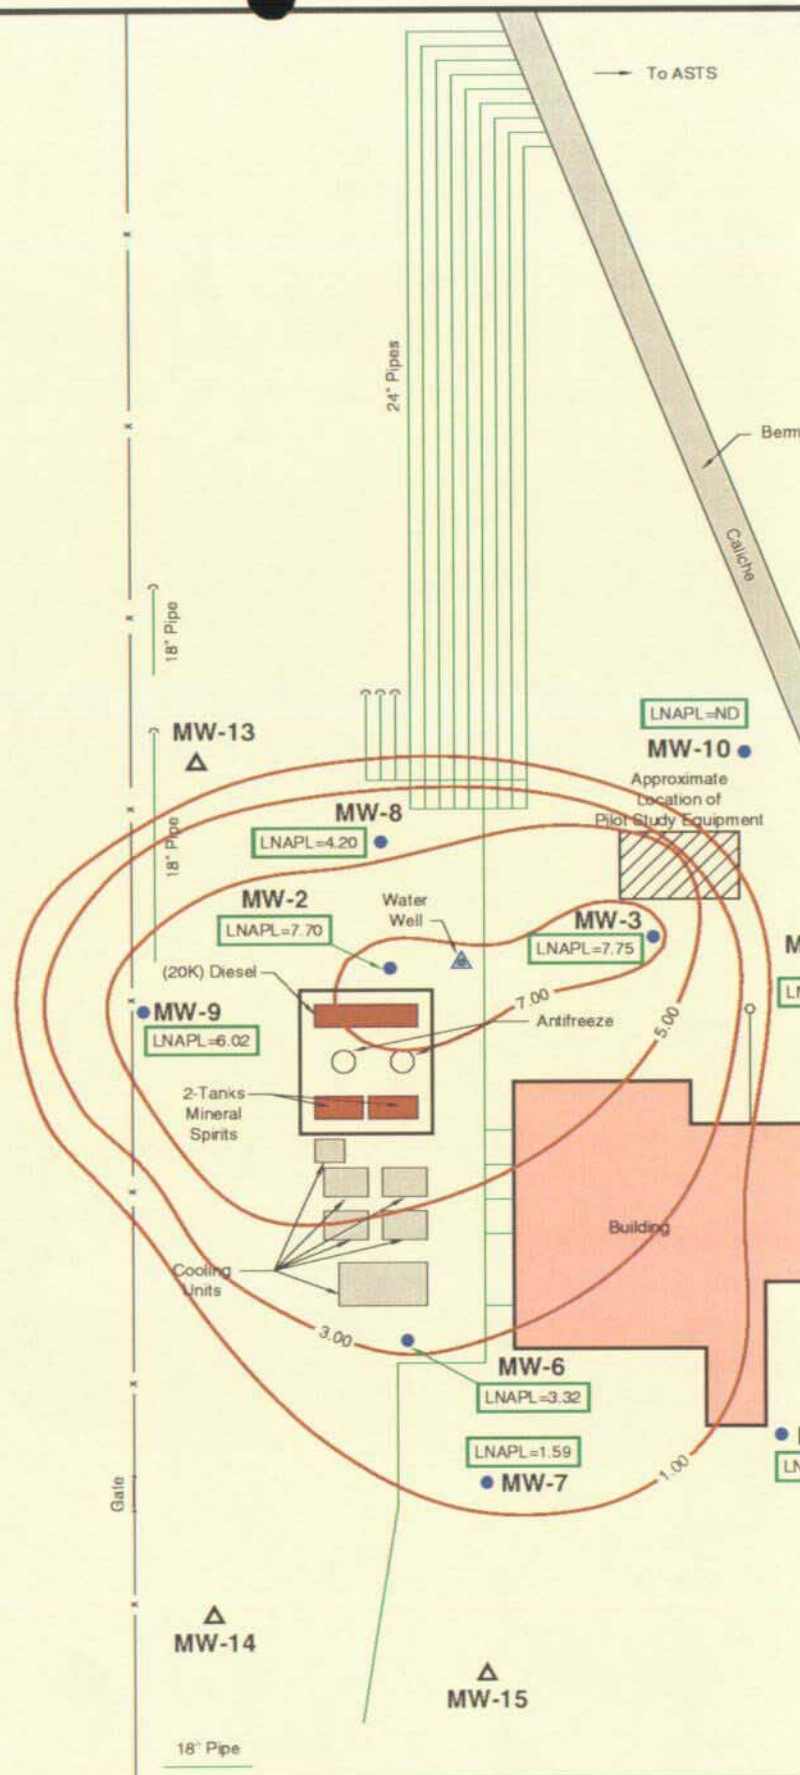 To ASTS
24" Pipes
Berm
Caliche
18" Pipe
LNAPL=ND
MW-13
MW-10
Approximate
Location of
Pilot Study Equipment
MW-8
18" Pipe
LNAPL=4.20
MW-2
Water
Well
MW-3
LNAPL=7.70
LNAPL=7.75
(20K) Diesel
7.00
MW-9
5.00
Antifreeze
LNAPL=6.02
2-Tanks
Mineral
Spirits
Building
Cooling
Units
3.00
MW-6
LNAPL=3.32
LNAPL=1.59
1.00
MW-7
Gate
MW-14
MW-15
18" Pipe